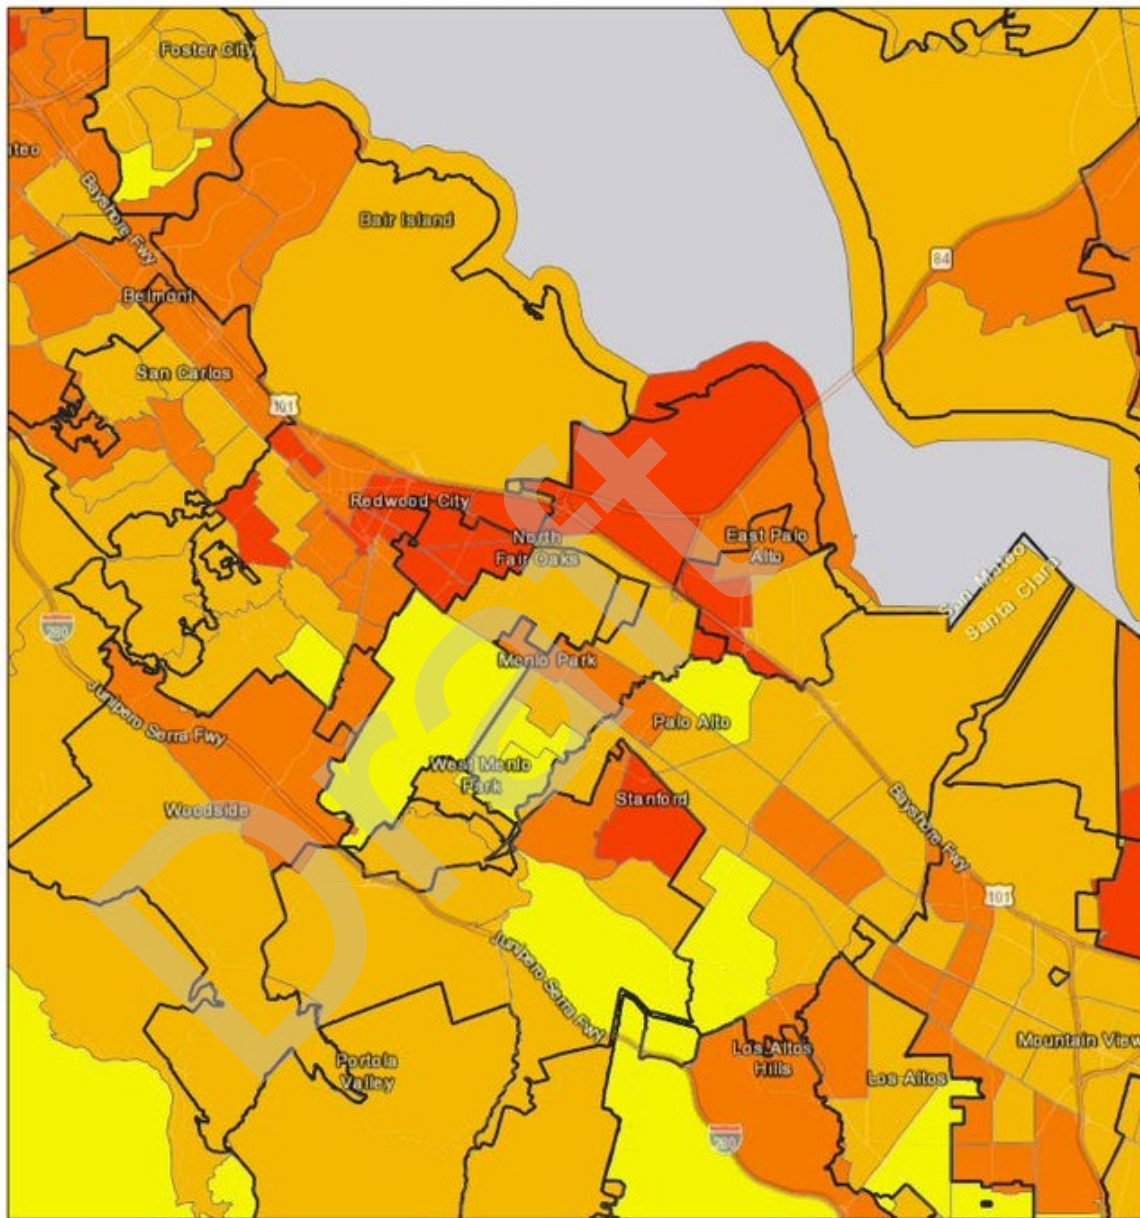 Foster City
ateo
Bayshore Fwy
Bair Island
84
Belmont
San Carlos
101
Redwood City
North
Fair Oaks
East Palo
Alto
San Mateo
Santa Clara
280
Menlo Park
Junipero Serra Fwy
Palo Alto
West Menlo
Park
Stanford
Woodside
Bayshore Fwy
101
Junipero Serra Fwy
Los Altos
Hills
Mountain View
Portola
Valley
Los Altos
280
Draft